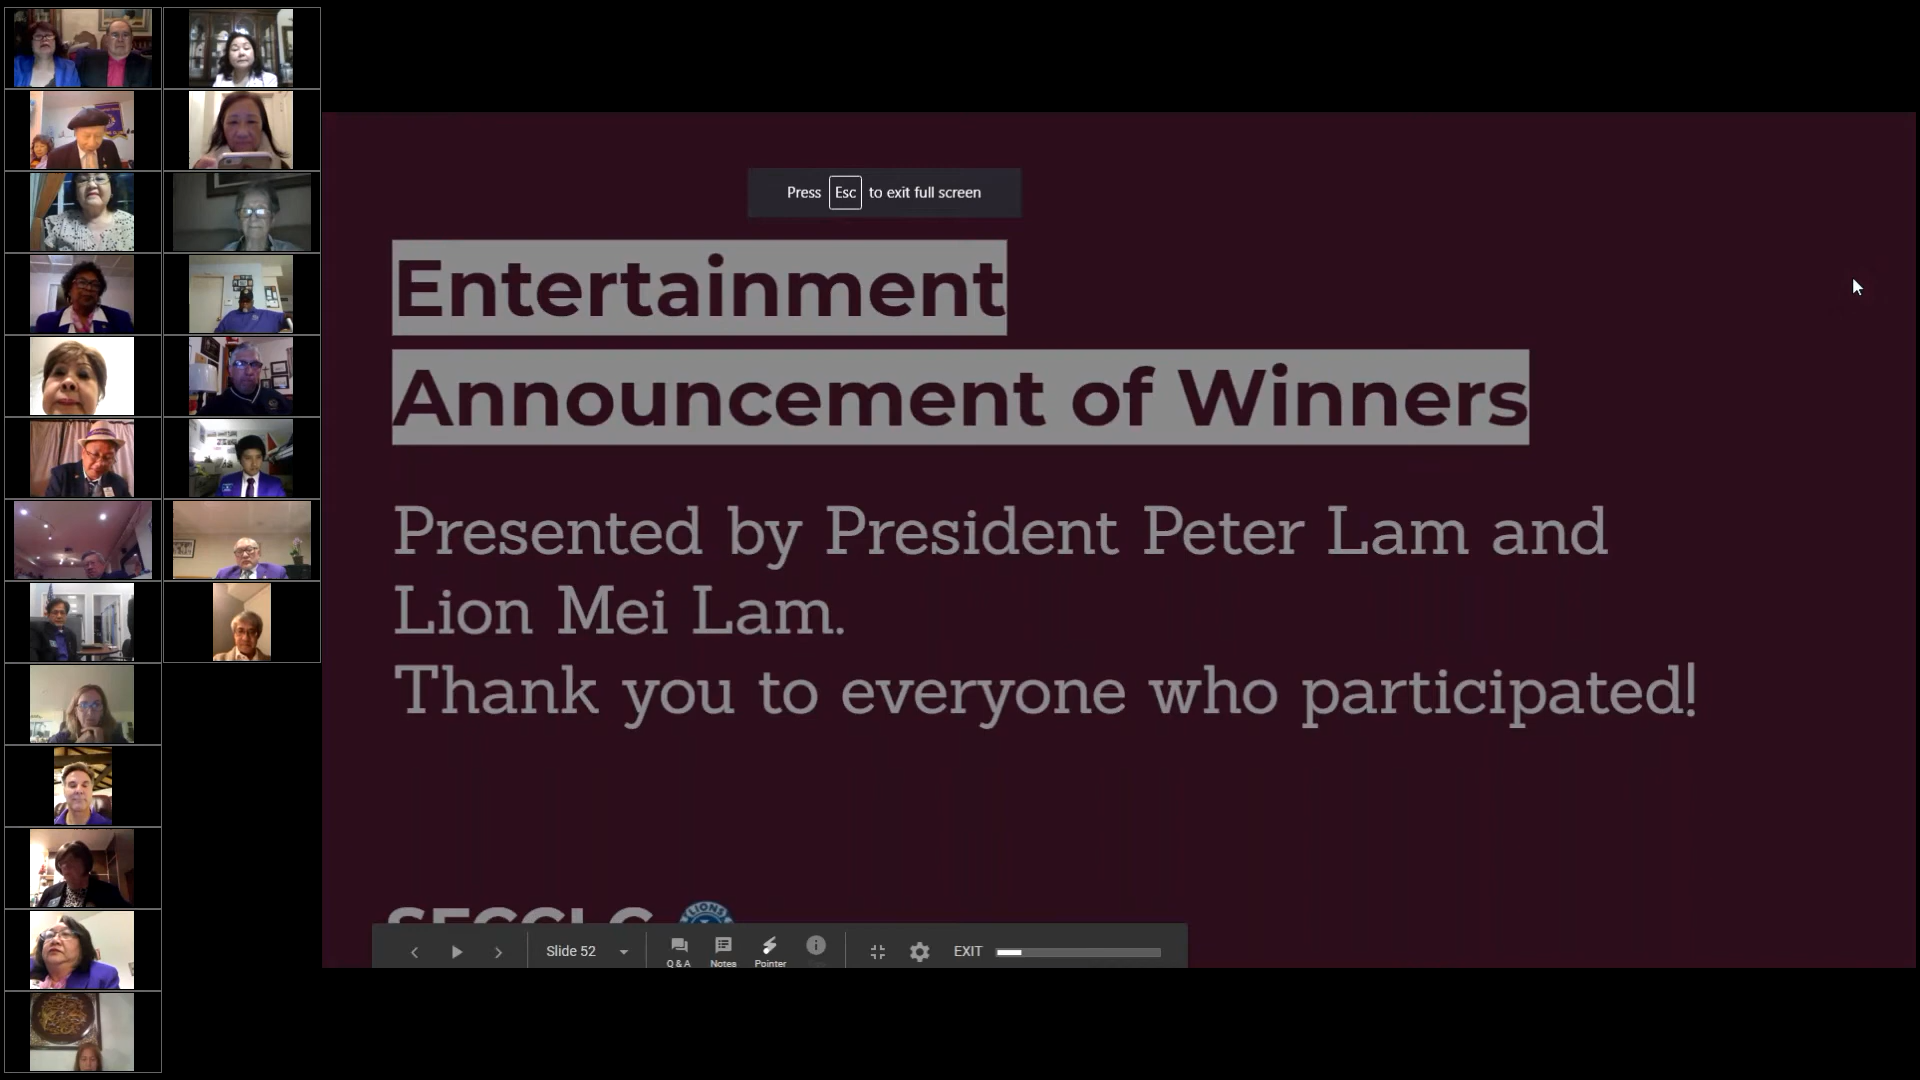 Press Esc to exit full screen
Entertainment
Announcement of Winners
Presented by President Peter Lam and
Lion Mei Lam.
Thank you to everyone who participated!
LIONS
Slide 52
Q & A
Notes
Pointer
EXIT